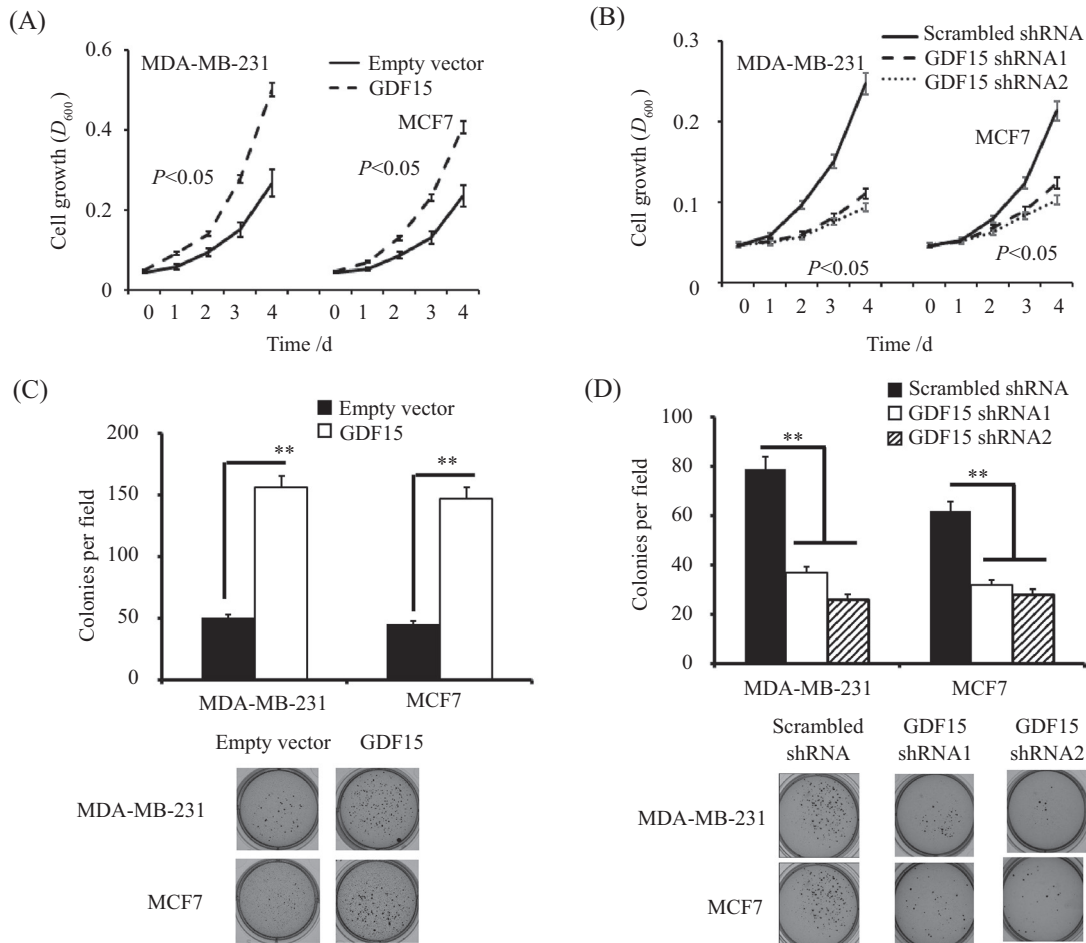 (A)
0.6
0.4
0.2
0
Cell growth (D600)
MDA-MB-231
Empty vector
GDF15
MCF7
P<0.05
P<0.05
0 1 2 3 4 0 1 2 3 4
Time /d
(B)
0.3
0.2
0.1
0.0
Cell growth (D600)
Scrambled shRNA
GDF15 shRNA1
GDF15 shRNA2
MDA-MB-231
MCF7
P<0.05
P<0.05
0 1 2 3 4 0 1 2 3 4
Time /d
(C)
Empty vector
GDF15
200
150
100
50
0
Colonies per field
**
**
MDA-MB-231
MCF7
Empty vector GDF15
MDA-MB-231
MCF7
(D)
Scrambled shRNA
GDF15 shRNA1
GDF15 shRNA2
80
60
40
20
0
Colonies per field
**
**
MDA-MB-231
MCF7
Scrambled GDF15 GDF15
shRNA shRNA1 shRNA2
MDA-MB-231
MCF7